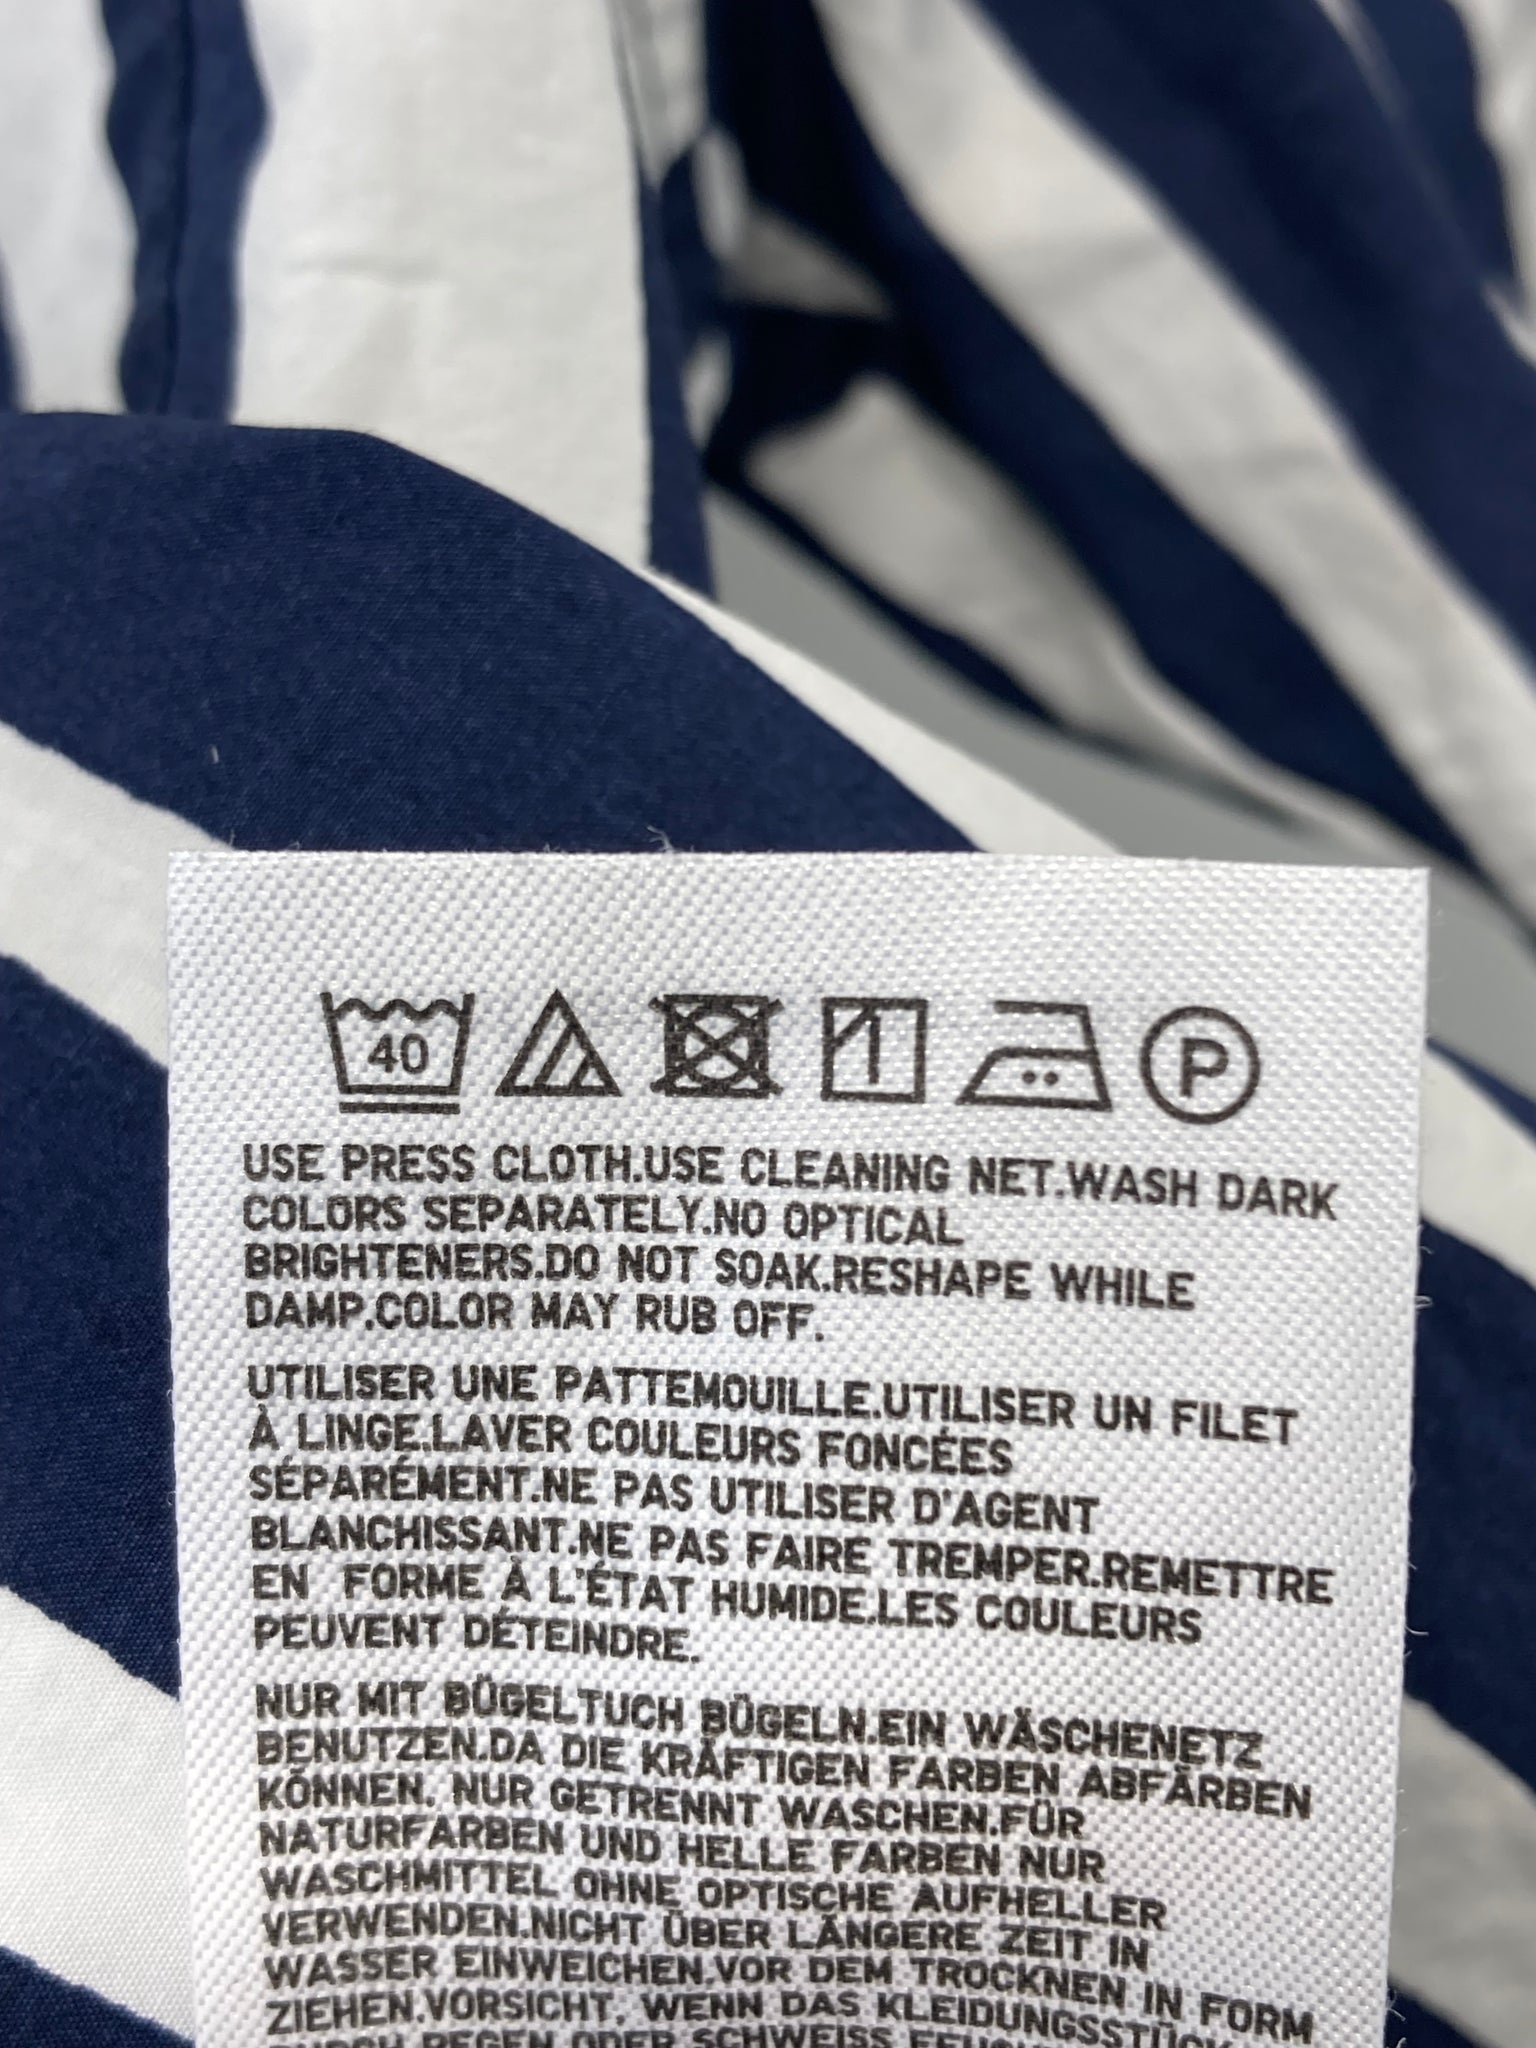 40 1 P
USE PRESS CLOTH.USE CLEANING NET.WASH DARK
COLORS SEPARATELY.NO OPTICAL
BRIGHTENERS.DO NOT SOAK.RESHAPE WHILE
DAMP.COLOR MAY RUB OFF.
UTILISER UNE PATTEMOUILLE.UTILISER UN FILET
À LINGE.LAVER COULEURS FONCÉES
SÉPARÉMENT.NE PAS UTILISER D'AGENT
BLANCHISSANT.NE PAS FAIRE TREMPER.REMETTRE
EN FORME À L'ÉTAT HUMIDE.LES COULEURS
PEUVENT DÉTEINDRE.
NUR MIT BÜGELTUCH BÜGELN.EIN WÄSCHENETZ
BENUTZEN.DA DIE KRÄFTIGEN FARBEN ABFÄRBEN
KÖNNEN, NUR GETRENNT WASCHEN.FÜR
NATURFARBEN UND HELLE FARBEN NUR
WASCHMITTEL OHNE OPTISCHE AUFHELLER
VERWENDEN.NICHT ÜBER LÄNGERE ZEIT IN
WASSER EINWEICHEN.VOR DEM TROCKNEN IN FORM
ZIEHEN.VORSICHT, WENN DAS KLEIDUNGSSTÜCK
DURCH REGEN ODER SCHWEISS